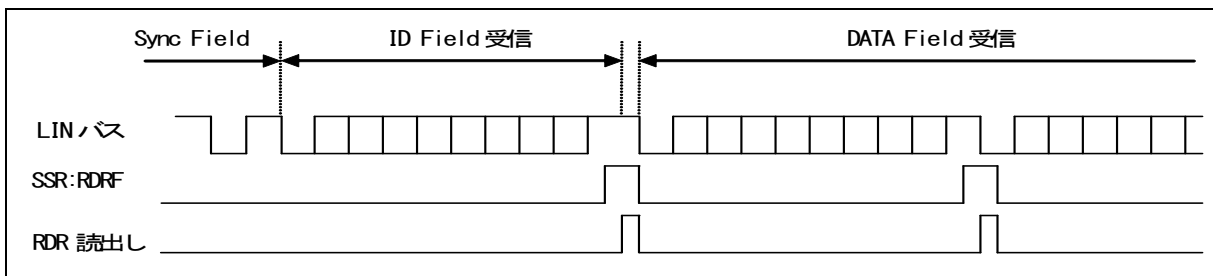 Sync Field ID Field 受信 DATA Field 受信
LIN バス
SSR:RDRF
RDR 読出し